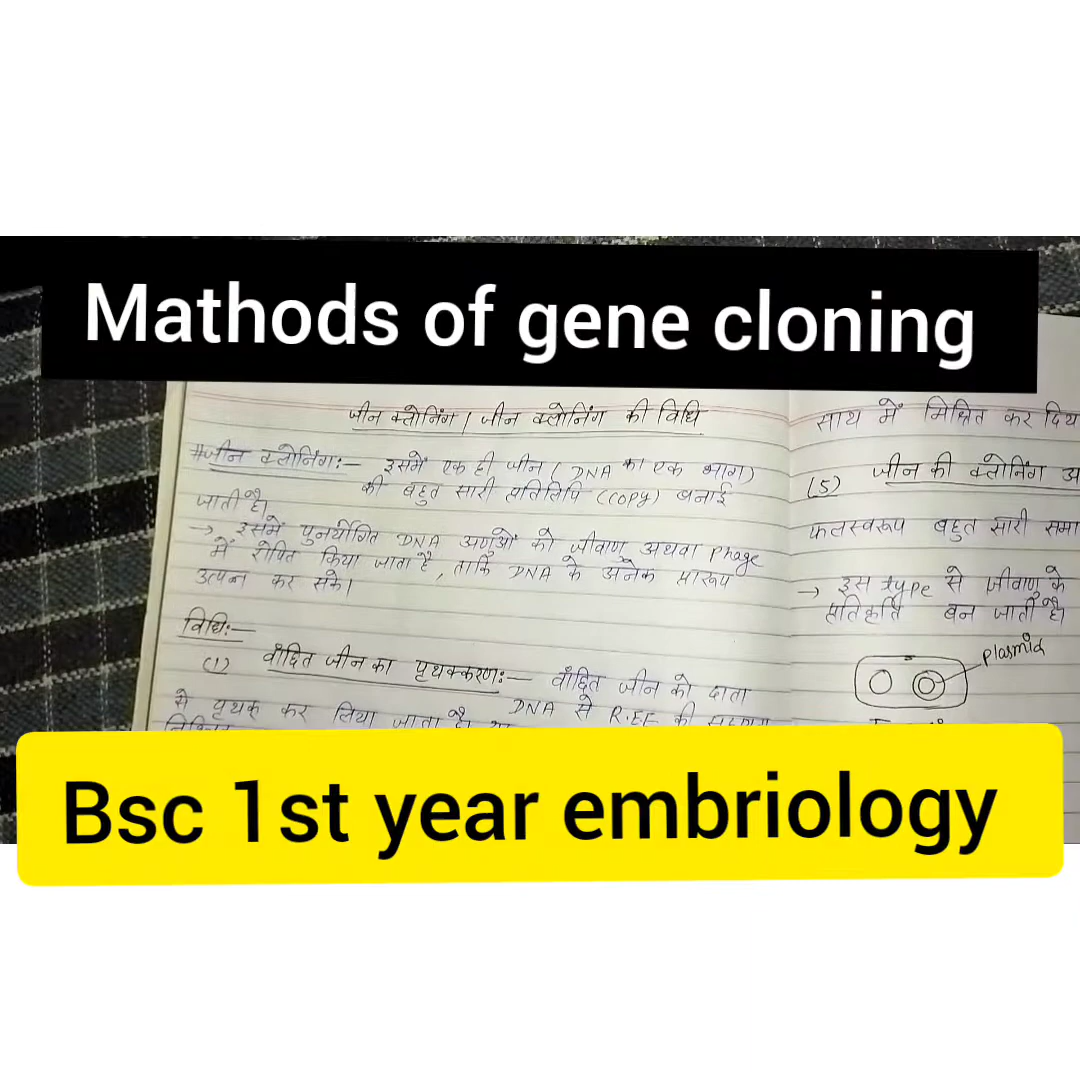 Mathods of gene cloning
जीन क्लोनिंग / जीन क्लोनिंग की विधि
#जीन क्लोनिंग:- इसमें एक ही जीन (DNA का एक भाग)
की बहुत सारी प्रतिलिपि (copy) बनाई
जाती है।
→ इसमें पुनर्योगित DNA अणुओं को जीवाणु अथवा Phage
में रोपित किया जाता है, ताकि DNA के अनेक प्रारूप
उत्पन्न कर सके।
विधि:-
(1) वांछित जीन का पृथक्करण:- वांछित जीन को दाता
DNA से R.EF की
से पृथक् कर लिया जाता है
साथ में मिश्रित कर दिय
(5) जीन की क्लोनिंग अ
फलस्वरूप बहुत सारी समा
→ इस type से जीवाणु के
प्रतिकृति बन जाती है।
plasmid
Bsc 1st year embriology